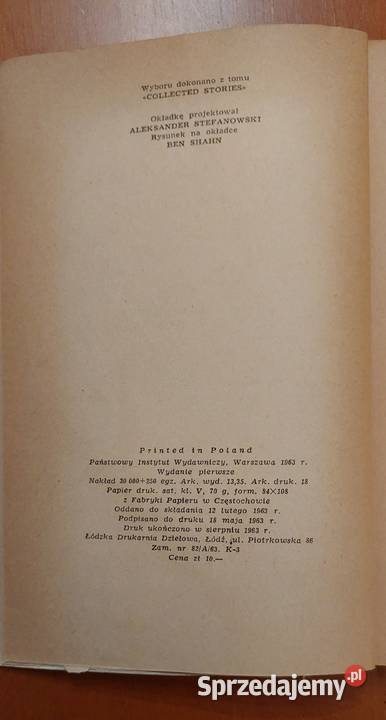 Wyboru dokonano z tomu
«COLLECTED STORIES»
Okładkę projektował
ALEKSANDER STEFANOWSKI
Rysunek na okładce
BEN SHAHN
Printed in Poland
Państwowy Instytut Wydawniczy, Warszawa 1963 r.
Wydanie pierwsze
Nakład 20 000+250 egz. Ark. wyd. 13,35. Ark. druk. 18
Papier druk. sat. kl. V, 70 g, form. 84×108
z Fabryki Papieru w Częstochowie
Oddano do składania 12 lutego 1963 r.
Podpisano do druku 18 maja 1963 r.
Druk ukończono w sierpniu 1963 r.
Łódzka Drukarnia Dziełowa, Łódź, ul. Piotrkowska 86
Zam. nr 82/A/63. K-3
Cena zł 10.—
Sprzedajemy.pl